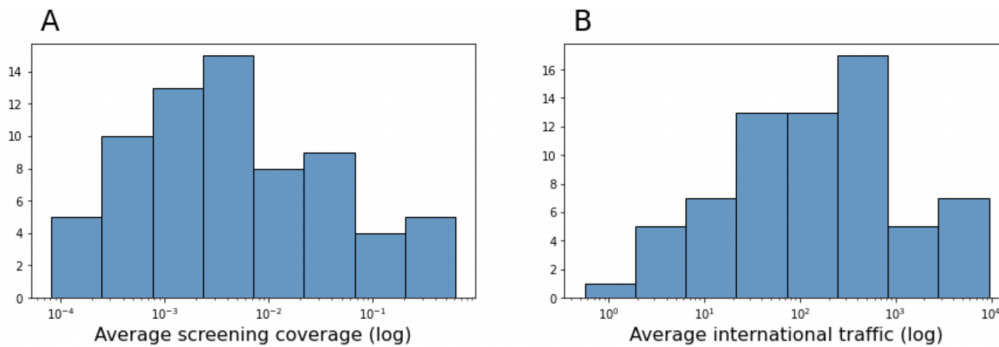 A
14
12
10
8
6
4
2
0
10⁻⁴ 10⁻³ 10⁻² 10⁻¹
Average screening coverage (log)
B
16
14
12
10
8
6
4
2
0
10⁰ 10¹ 10² 10³ 10⁴
Average international traffic (log)